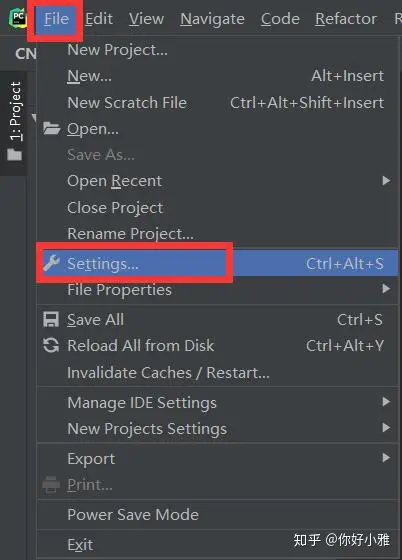 PC File Edit View Navigate Code Refactor
CN
1: Project
New Project...
New... Alt+Insert
New Scratch File Ctrl+Alt+Shift+Insert
Open...
Save As...
Open Recent
Close Project
Rename Project...
Settings... Ctrl+Alt+S
File Properties
Save All Ctrl+S
Reload All from Disk Ctrl+Alt+Y
Invalidate Caches / Restart...
Manage IDE Settings
New Projects Settings
Export
Print...
Power Save Mode
Exit
知乎 @你好小雅